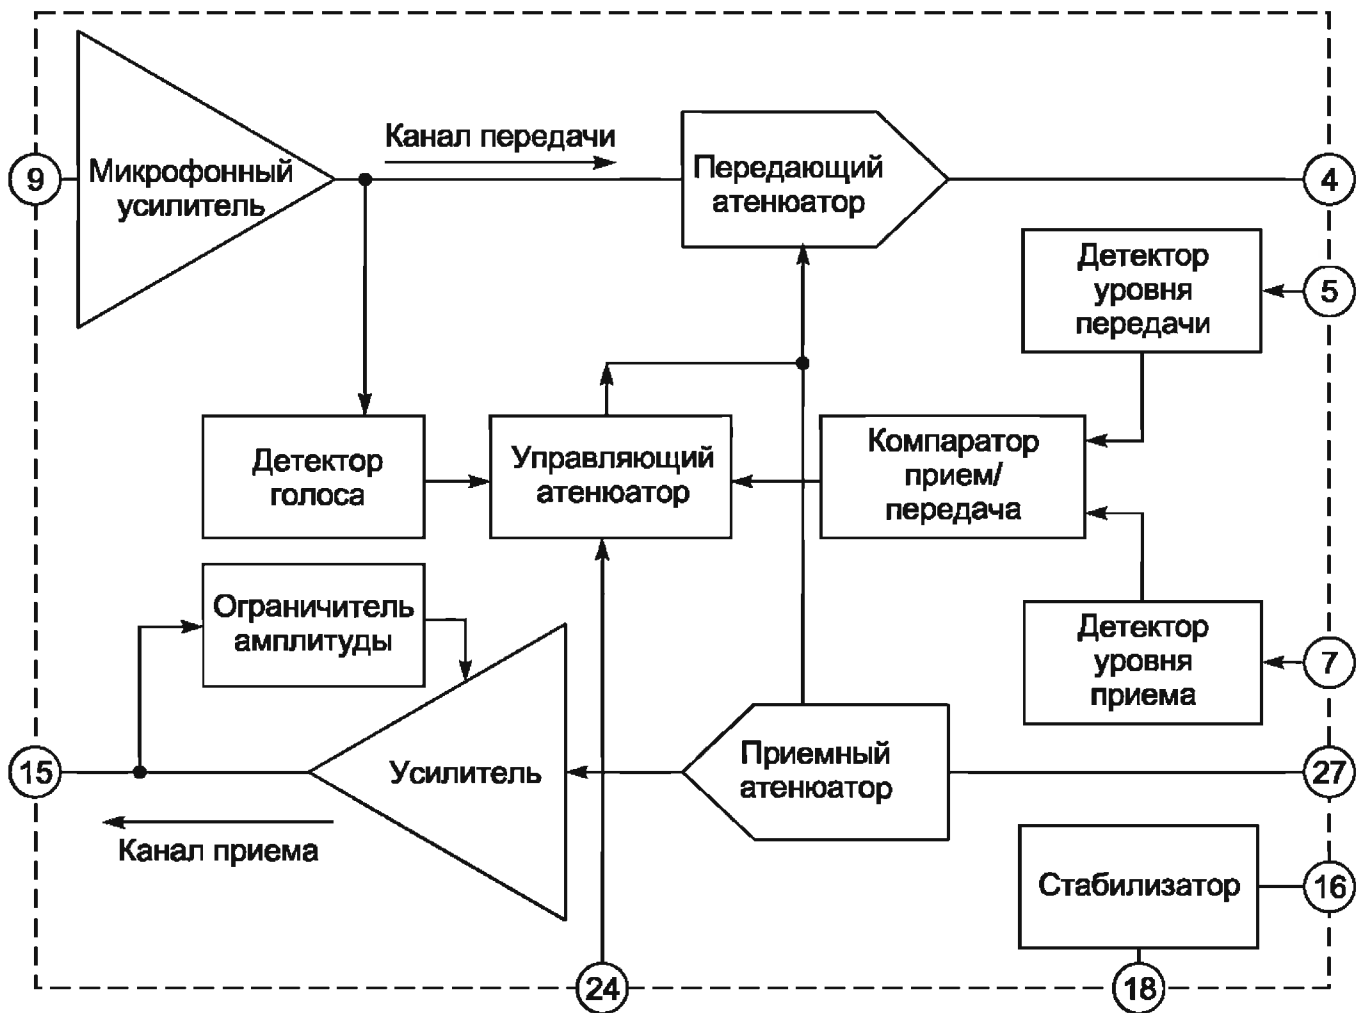 Канал передачи
9
Микрофонный
усилитель
Передающий
атенюатор
4
Детектор
уровня
передачи
5
Детектор
голоса
Управляющий
атенюатор
Компаратор
прием/
передача
Ограничитель
амплитуды
Детектор
уровня
приема
7
15
Усилитель
Приемный
атенюатор
27
Канал приема
Стабилизатор
16
24
18